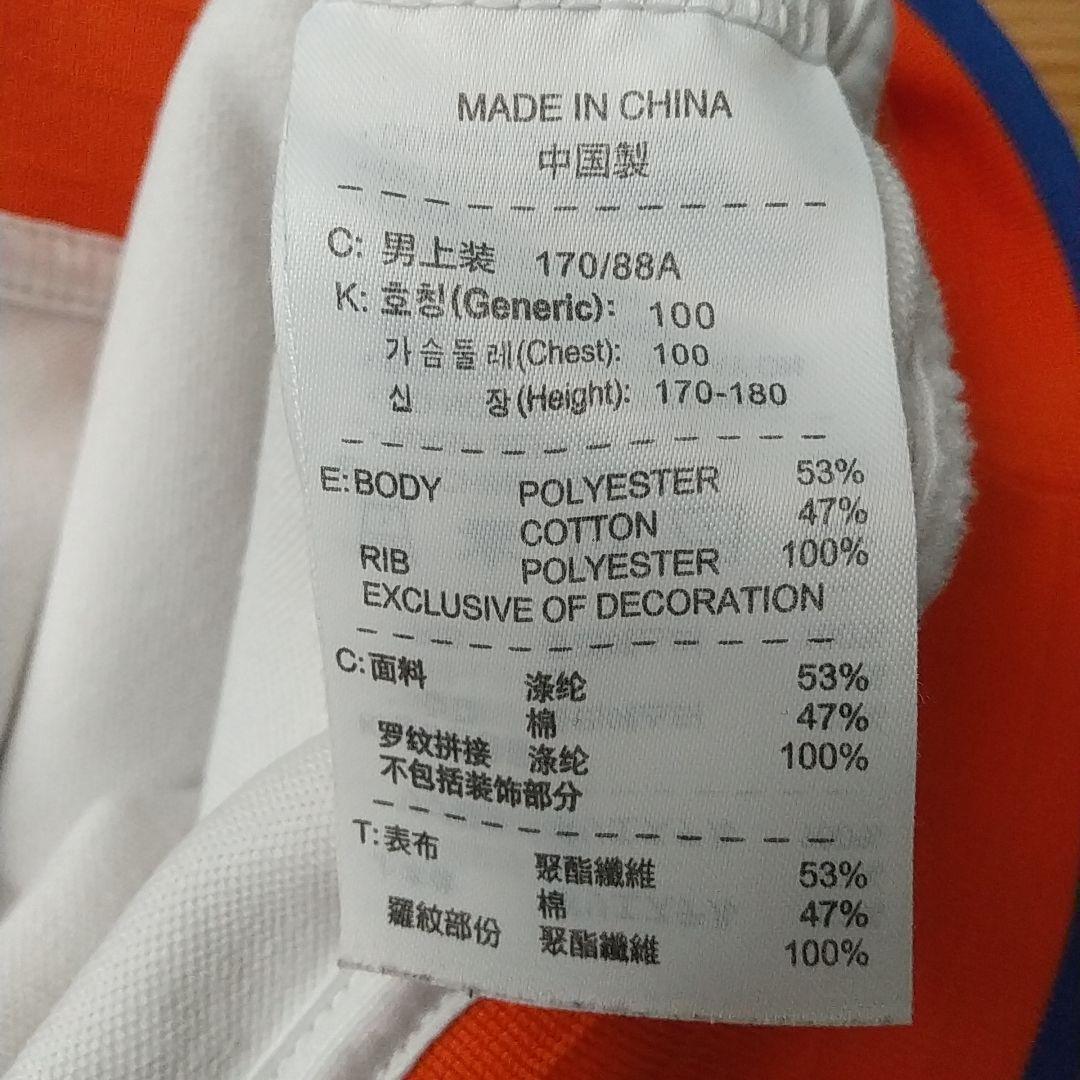 MADE IN CHINA
中国製
C: 男上装 170/88A
K: 호칭(Generic): 100
가슴둘레(Chest): 100
신 장(Height): 170-180
E:BODY POLYESTER 53%
COTTON 47%
RIB POLYESTER 100%
EXCLUSIVE OF DECORATION
C:面料 涤纶 53%
棉 47%
罗纹拼接 涤纶 100%
不包括装饰部分
T:表布 聚酯纖維 53%
棉 47%
羅紋部份 聚酯纖維 100%